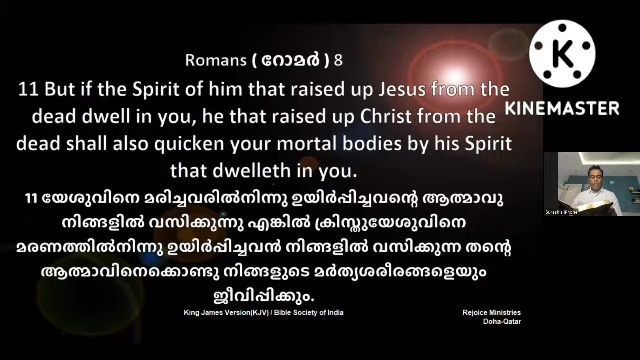 Romans ( റോമർ ) 8
11 But if the Spirit of him that raised up Jesus from the
dead dwell in you, he that raised up Christ from the
dead shall also quicken your mortal bodies by his Spirit
that dwelleth in you.
11 യേശുവിനെ മരിച്ചവരിൽനിന്നു ഉയിർപ്പിച്ചവന്റെ ആത്മാവു
നിങ്ങളിൽ വസിക്കുന്നു എങ്കിൽ ക്രിസ്തുയേശുവിനെ
മരണത്തിൽനിന്നു ഉയിർപ്പിച്ചവൻ നിങ്ങളിൽ വസിക്കുന്ന തന്റെ
ആത്മാവിനെക്കൊണ്ടു നിങ്ങളുടെ മർത്യശരീരങ്ങളെയും
ജീവിപ്പിക്കും.
King James Version(KJV) / Bible Society of India
Rejoice Ministries
Doha-Qatar
K
KINEMASTER